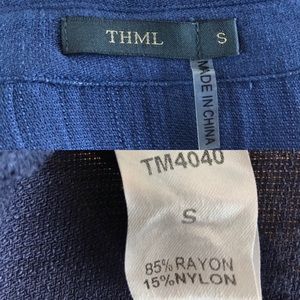 THML
S
MADE IN CHINA
TM4040
S
85% RAYON
15% NYLON